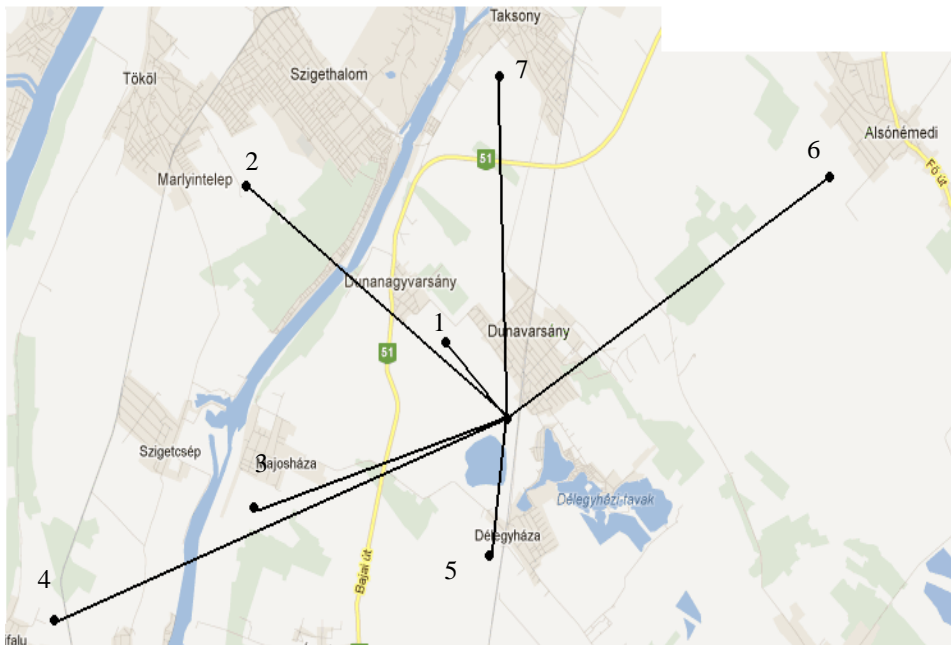 Taksony
7
Szigethalom
Tököl
51
Alsónémedi
6
2
Fő út
Marlyintelep
Dunanagyvarsány
1
Dunavarsány
51
Szigetcsép
Majosháza
3
Délegyházi-tavak
Délegyháza
5
Bajai út
4
ifalu